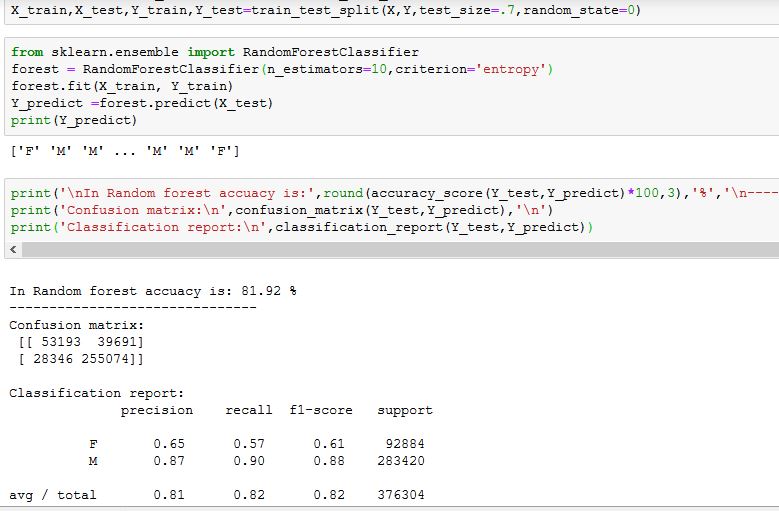 X_train,X_test,Y_train,Y_test=train_test_split(X,Y,test_size=.7,random_state=0)
from sklearn.ensemble import RandomForestClassifier
forest = RandomForestClassifier(n_estimators=10,criterion='entropy')
forest.fit(X_train, Y_train)
Y_predict =forest.predict(X_test)
print(Y_predict)
['F' 'M' 'M' ... 'M' 'M' 'F']
print('\nIn Random forest accuacy is:',round(accuracy_score(Y_test,Y_predict)*100,3),'%','\n----
print('Confusion matrix:\n',confusion_matrix(Y_test,Y_predict),'\n')
print('Classification report:\n',classification_report(Y_test,Y_predict))
In Random forest accuacy is: 81.92 %
-------------------------------
Confusion matrix:
[[ 53193 39691]
[ 28346 255074]]
Classification report:
precision recall f1-score support
F 0.65 0.57 0.61 92884
M 0.87 0.90 0.88 283420
avg / total 0.81 0.82 0.82 376304